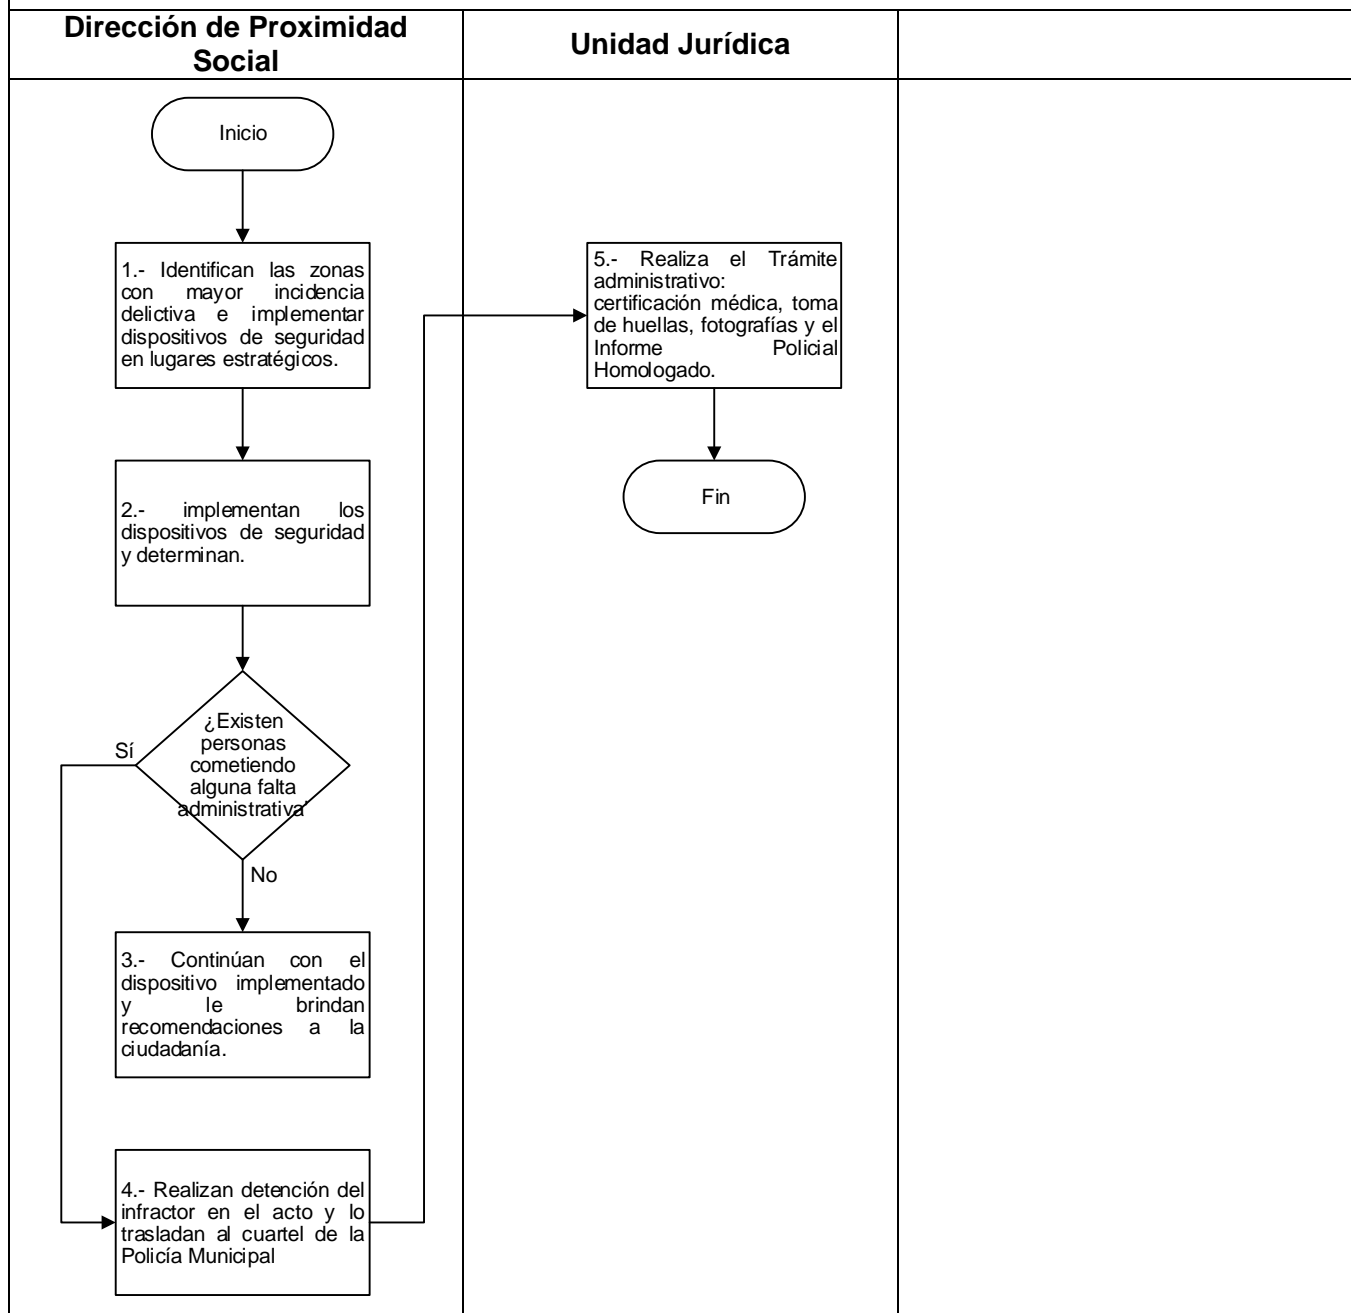 Dirección de Proximidad
Social
Unidad Jurídica
Inicio
1.- Identifican las zonas
con mayor incidencia
delictiva e implementar
dispositivos de seguridad
en lugares estratégicos.
2.- implementan los
dispositivos de seguridad
y determinan.
¿Existen
personas
cometiendo
alguna falta
administrativa
Sí
No
3.- Continúan con el
dispositivo implementado
y le brindan
recomendaciones a la
ciudadanía.
4.- Realizan detención del
infractor en el acto y lo
trasladan al cuartel de la
Policía Municipal
5.- Realiza el Trámite
administrativo:
certificación médica, toma
de huellas, fotografías y el
Informe Policial
Homologado.
Fin